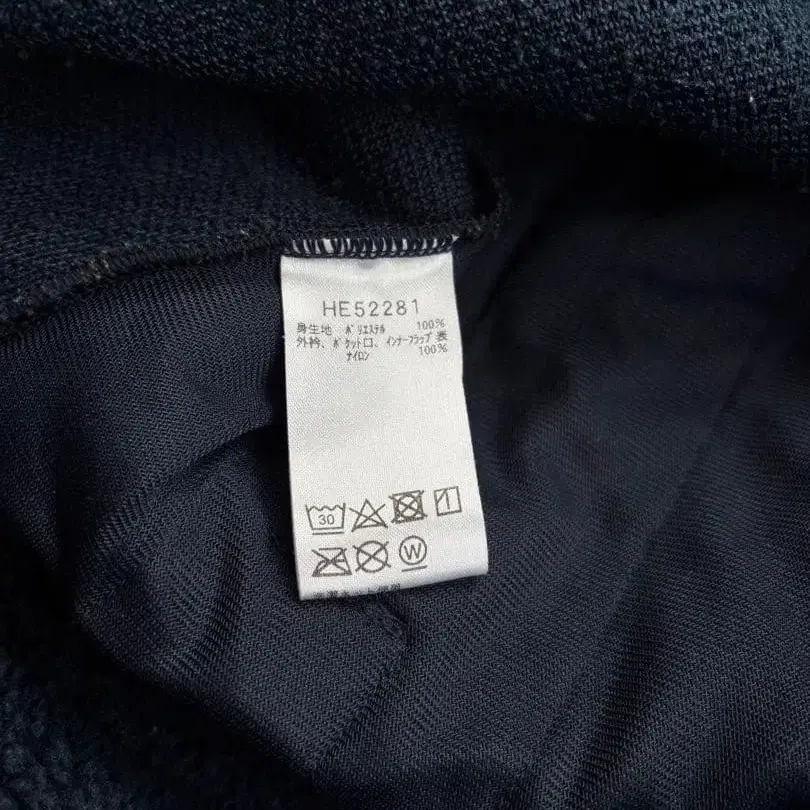 HE52281
身生地 ポリエステル 100%
外衿、ポケット口、インナーフラップ表
ナイロン 100%
30
W